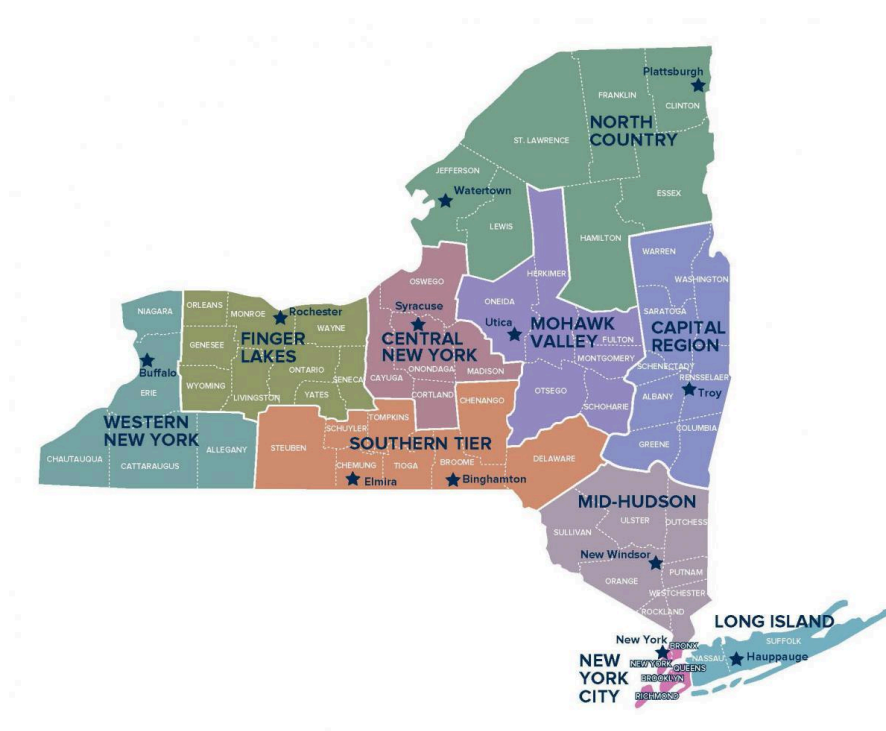 Plattsburgh
FRANKLIN
CLINTON
NORTH
COUNTRY
ST. LAWRENCE
JEFFERSON
Watertown
ESSEX
LEWIS
HAMILTON
WARREN
WASHINGTON
HERKIMER
OSWEGO
ONEIDA
SARATOGA
NIAGARA
ORLEANS
MONROE
Rochester
WAYNE
Syracuse
Utica
MOHAWK
VALLEY
FULTON
CAPITAL
REGION
GENESEE
FINGER
LAKES
CENTRAL
NEW YORK
MONTGOMERY
SCHENECTADY
Buffalo
ERIE
WYOMING
LIVINGSTON
ONTARIO
YATES
SENECA
CAYUGA
ONONDAGA
MADISON
CORTLAND
CHENANGO
OTSEGO
SCHOHARIE
ALBANY
RENSSELAER
Troy
WESTERN
NEW YORK
CHAUTAUQUA
CATTARAUGUS
ALLEGANY
STEUBEN
SCHUYLER
TOMPKINS
SOUTHERN TIER
CHEMUNG
Elmira
TIOGA
BROOME
Binghamton
DELAWARE
GREENE
COLUMBIA
MID-HUDSON
SULLIVAN
ULSTER
DUTCHESS
New Windsor
ORANGE
PUTNAM
WESTCHESTER
ROCKLAND
LONG ISLAND
New York
BRONX
SUFFOLK
NEW
YORK
CITY
NEW YORK
QUEENS
NASSAU
Hauppauge
BROOKLYN
RICHMOND